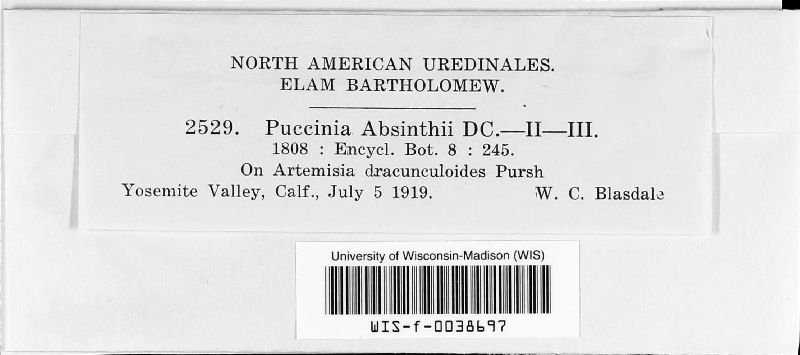 NORTH AMERICAN UREDINALES.
ELAM BARTHOLOMEW.
2529. Puccinia Absinthii DC.—II—III.
1808 : Encycl. Bot. 8 : 245.
On Artemisia dracunculoides Pursh
Yosemite Valley, Calf., July 5 1919. W. C. Blasdale
University of Wisconsin-Madison (WIS)
WIS-f-0038697